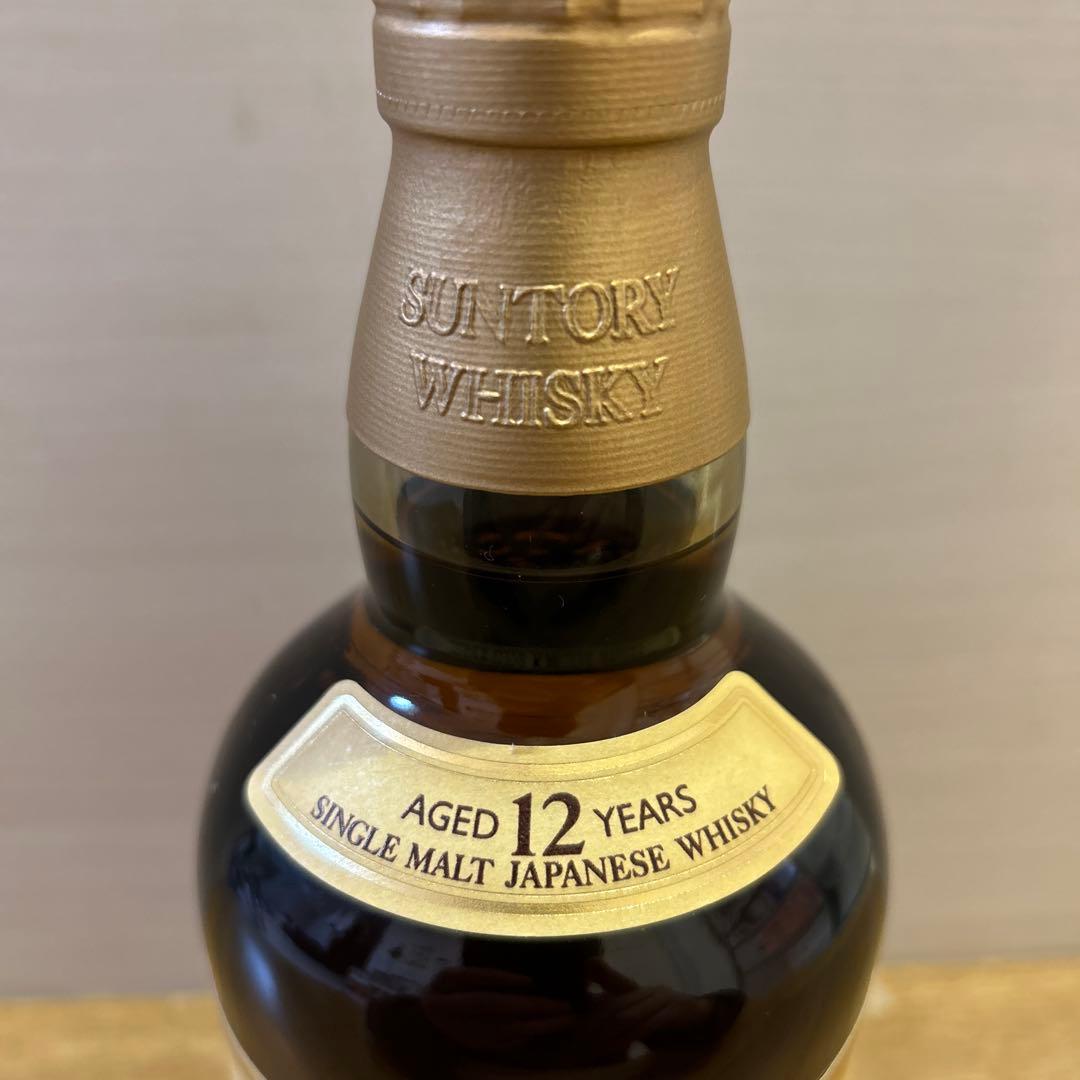 SUNTORY
WHISKY
AGED 12 YEARS
SINGLE MALT JAPANESE WHISKY